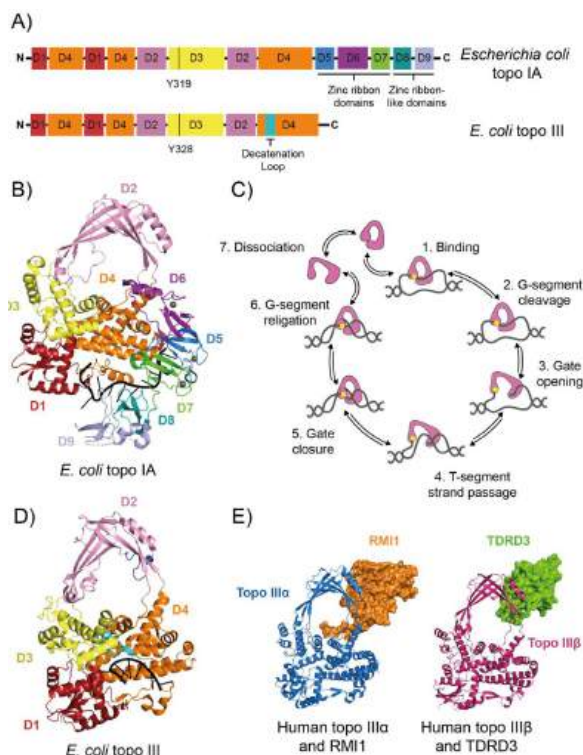 A)
N D1 D4 D1 D4 D2 D3 D2 D4 D5 D6 D7 D8 D9 C
Escherichia coli
topo IA
Y319
Zinc ribbon
domains
Zinc ribbon-
like domains
N D1 D4 D1 D4 D2 D3 D2 D4 C
E. coli topo III
Y328
Decatenation
Loop
B)
D2
D4
D6
D3
D5
D1
D7
D8
D9
E. coli topo IA
C)
7. Dissociation
1. Binding
2. G-segment
cleavage
6. G-segment
religation
3. Gate
opening
5. Gate
closure
4. T-segment
strand passage
D)
D2
D4
D3
D1
E. coli topo III
E)
RMI1
TDRD3
Topo IIIα
Topo IIIβ
Human topo IIIα
and RMI1
Human topo IIIβ
and TDRD3